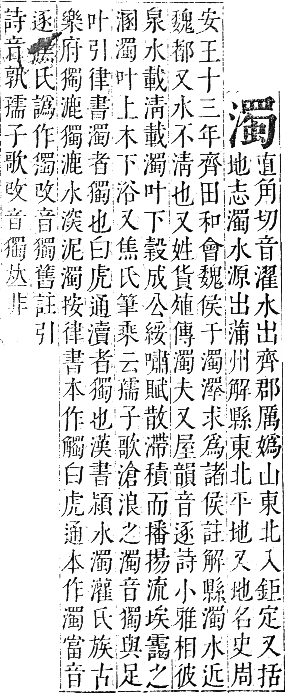 濁直角切音濯水出齊郡厲嬀山東北入鉅定又括
地志濁水源出蒲州解縣東北平地又地名史周
安王十三年齊田和會魏侯于濁澤求為諸侯註解縣濁水近
魏都又水不淸也又姓貨殖傳濁夫又屋韻音逐詩小雅相彼
泉水載淸載濁叶下穀成公綏嘯賦散滯積而播揚流埃靄之
溷濁叶上木下浴又焦氏筆乘云孺子歌滄浪之濁音獨與足
叶引律書濁者獨也白虎通瀆者獨也漢書潁水濁灌氏族古
樂府獨漉獨漉水深泥濁按律書本作觸白虎通本作濁當音
逐焦氏譌作獨改音獨舊註引
詩音孰孺子歌改音獨𠀤非